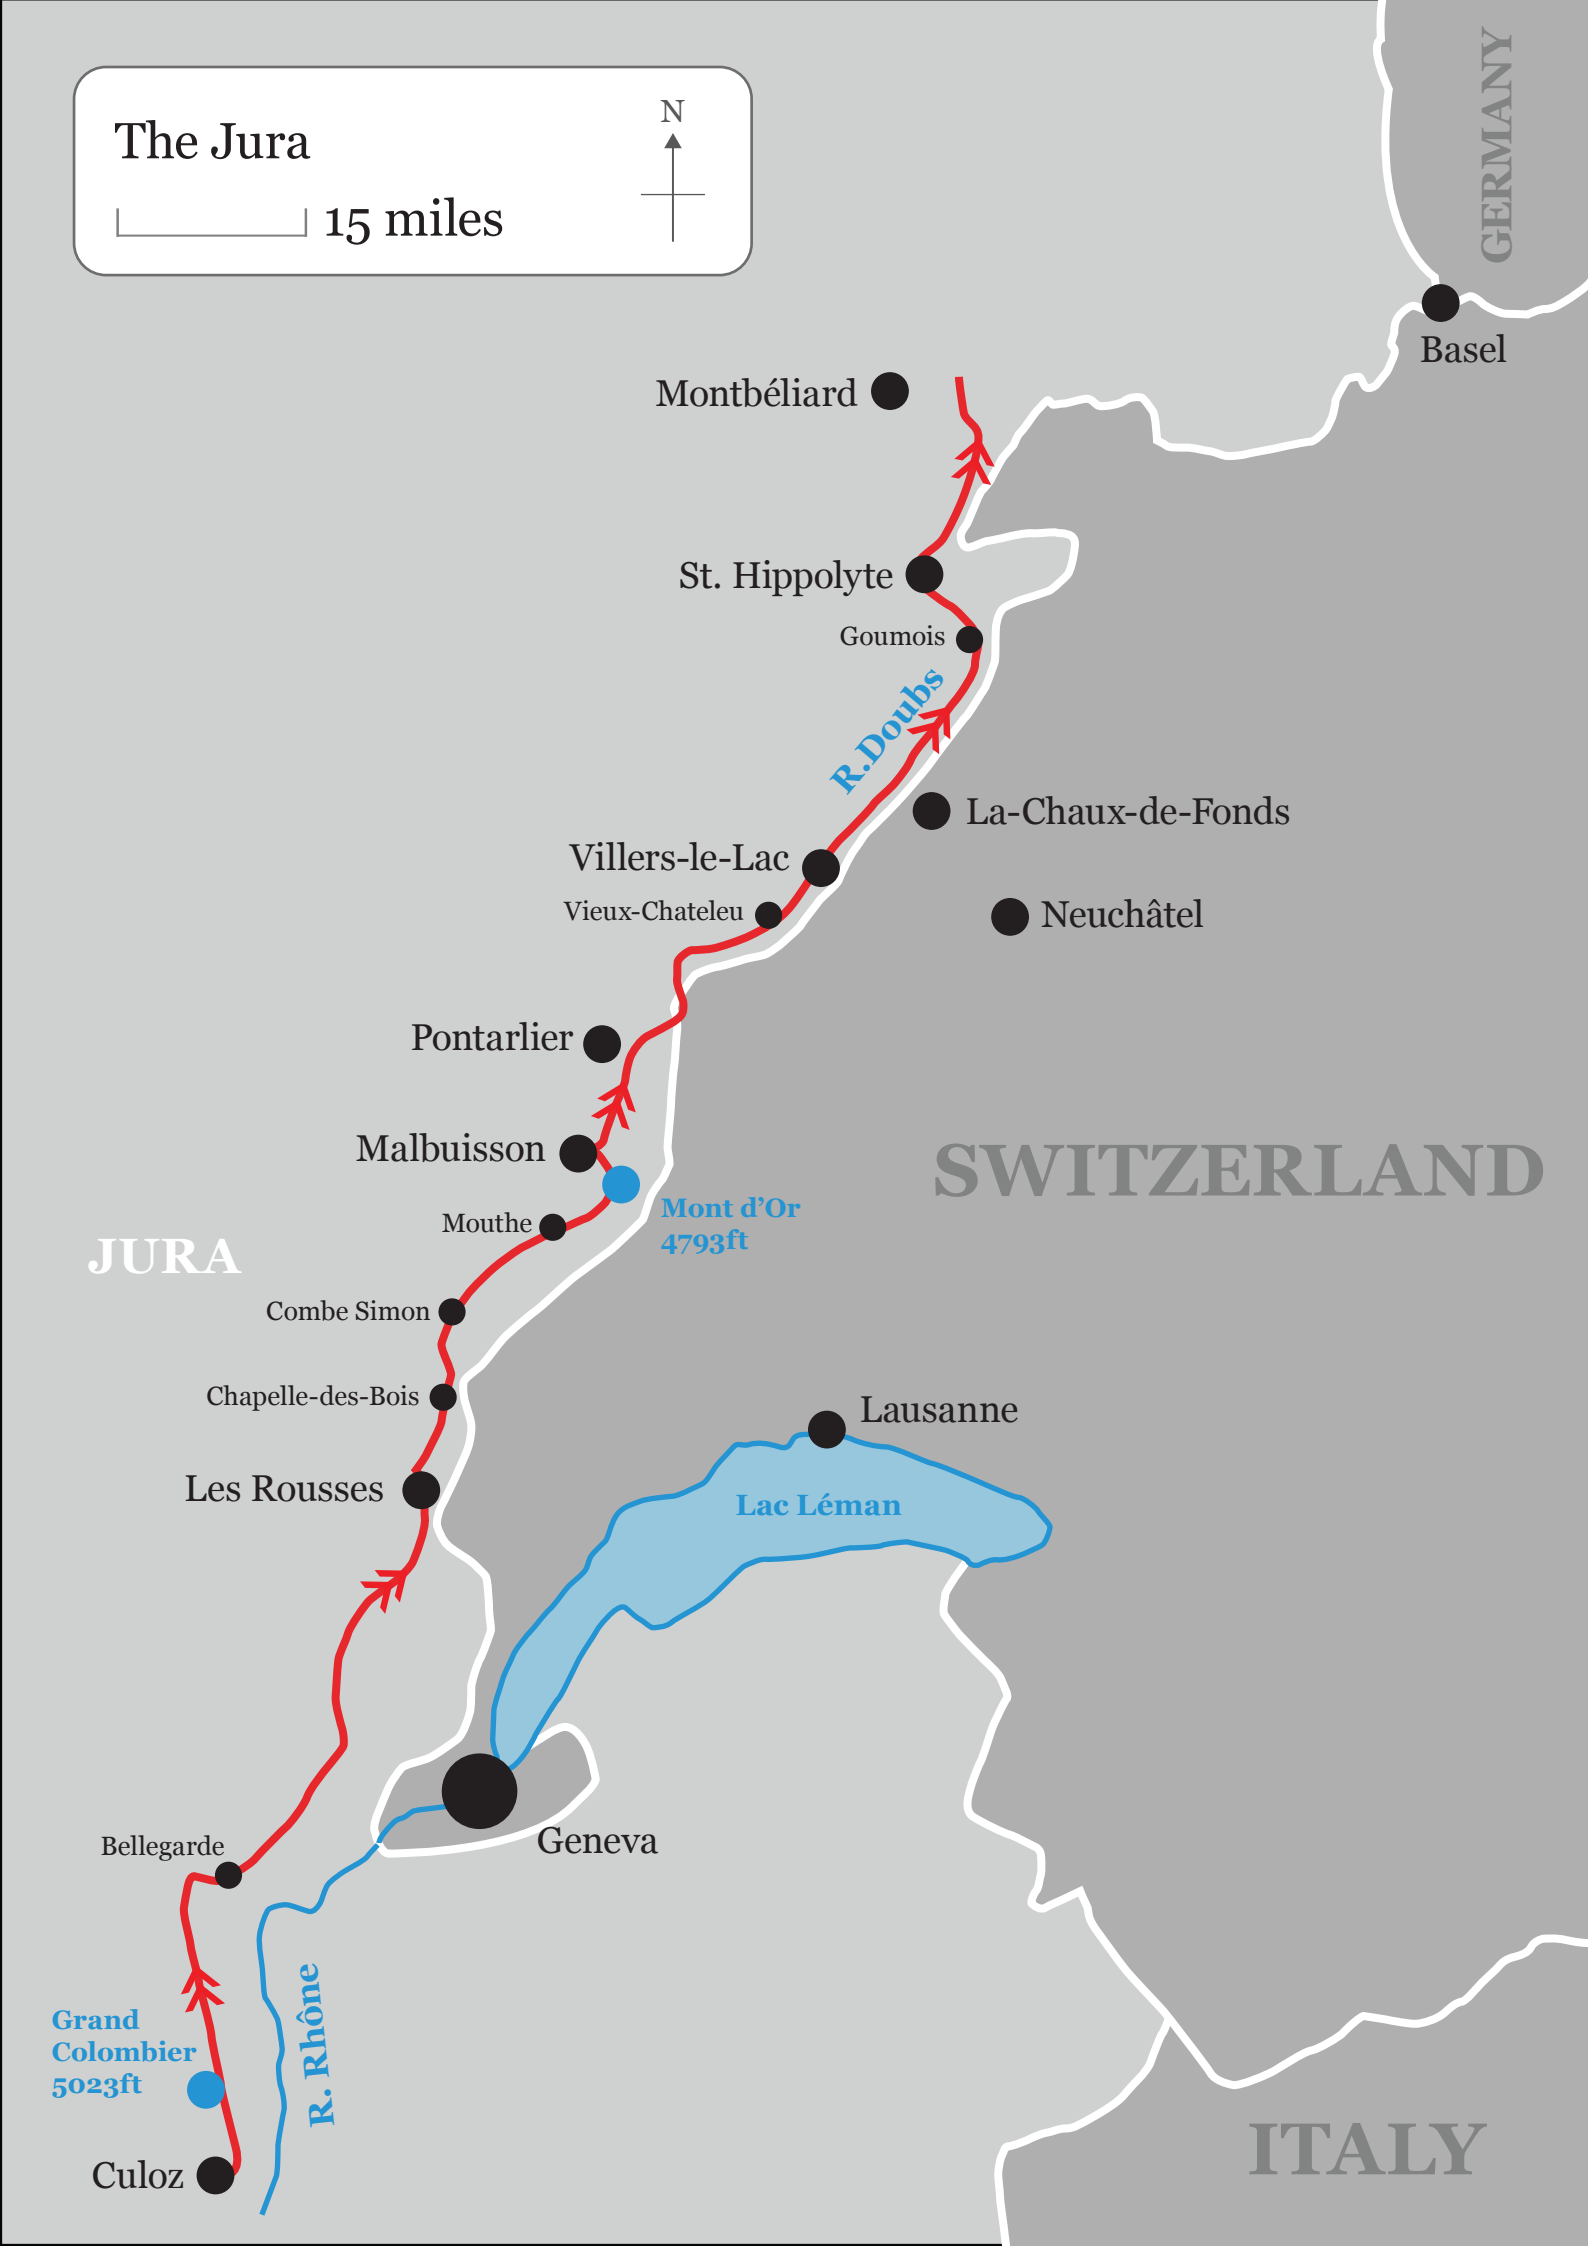 The Jura
N
15 miles
GERMANY
Basel
Montbéliard
St. Hippolyte
Goumois
R.Doubs
La-Chaux-de-Fonds
Villers-le-Lac
Vieux-Chateleu
Neuchâtel
Pontarlier
Malbuisson
SWITZERLAND
Mont d’Or
4793ft
Mouthe
JURA
Combe Simon
Chapelle-des-Bois
Lausanne
Les Rousses
Lac Léman
Geneva
Bellegarde
R. Rhône
Grand
Colombier
5023ft
ITALY
Culoz